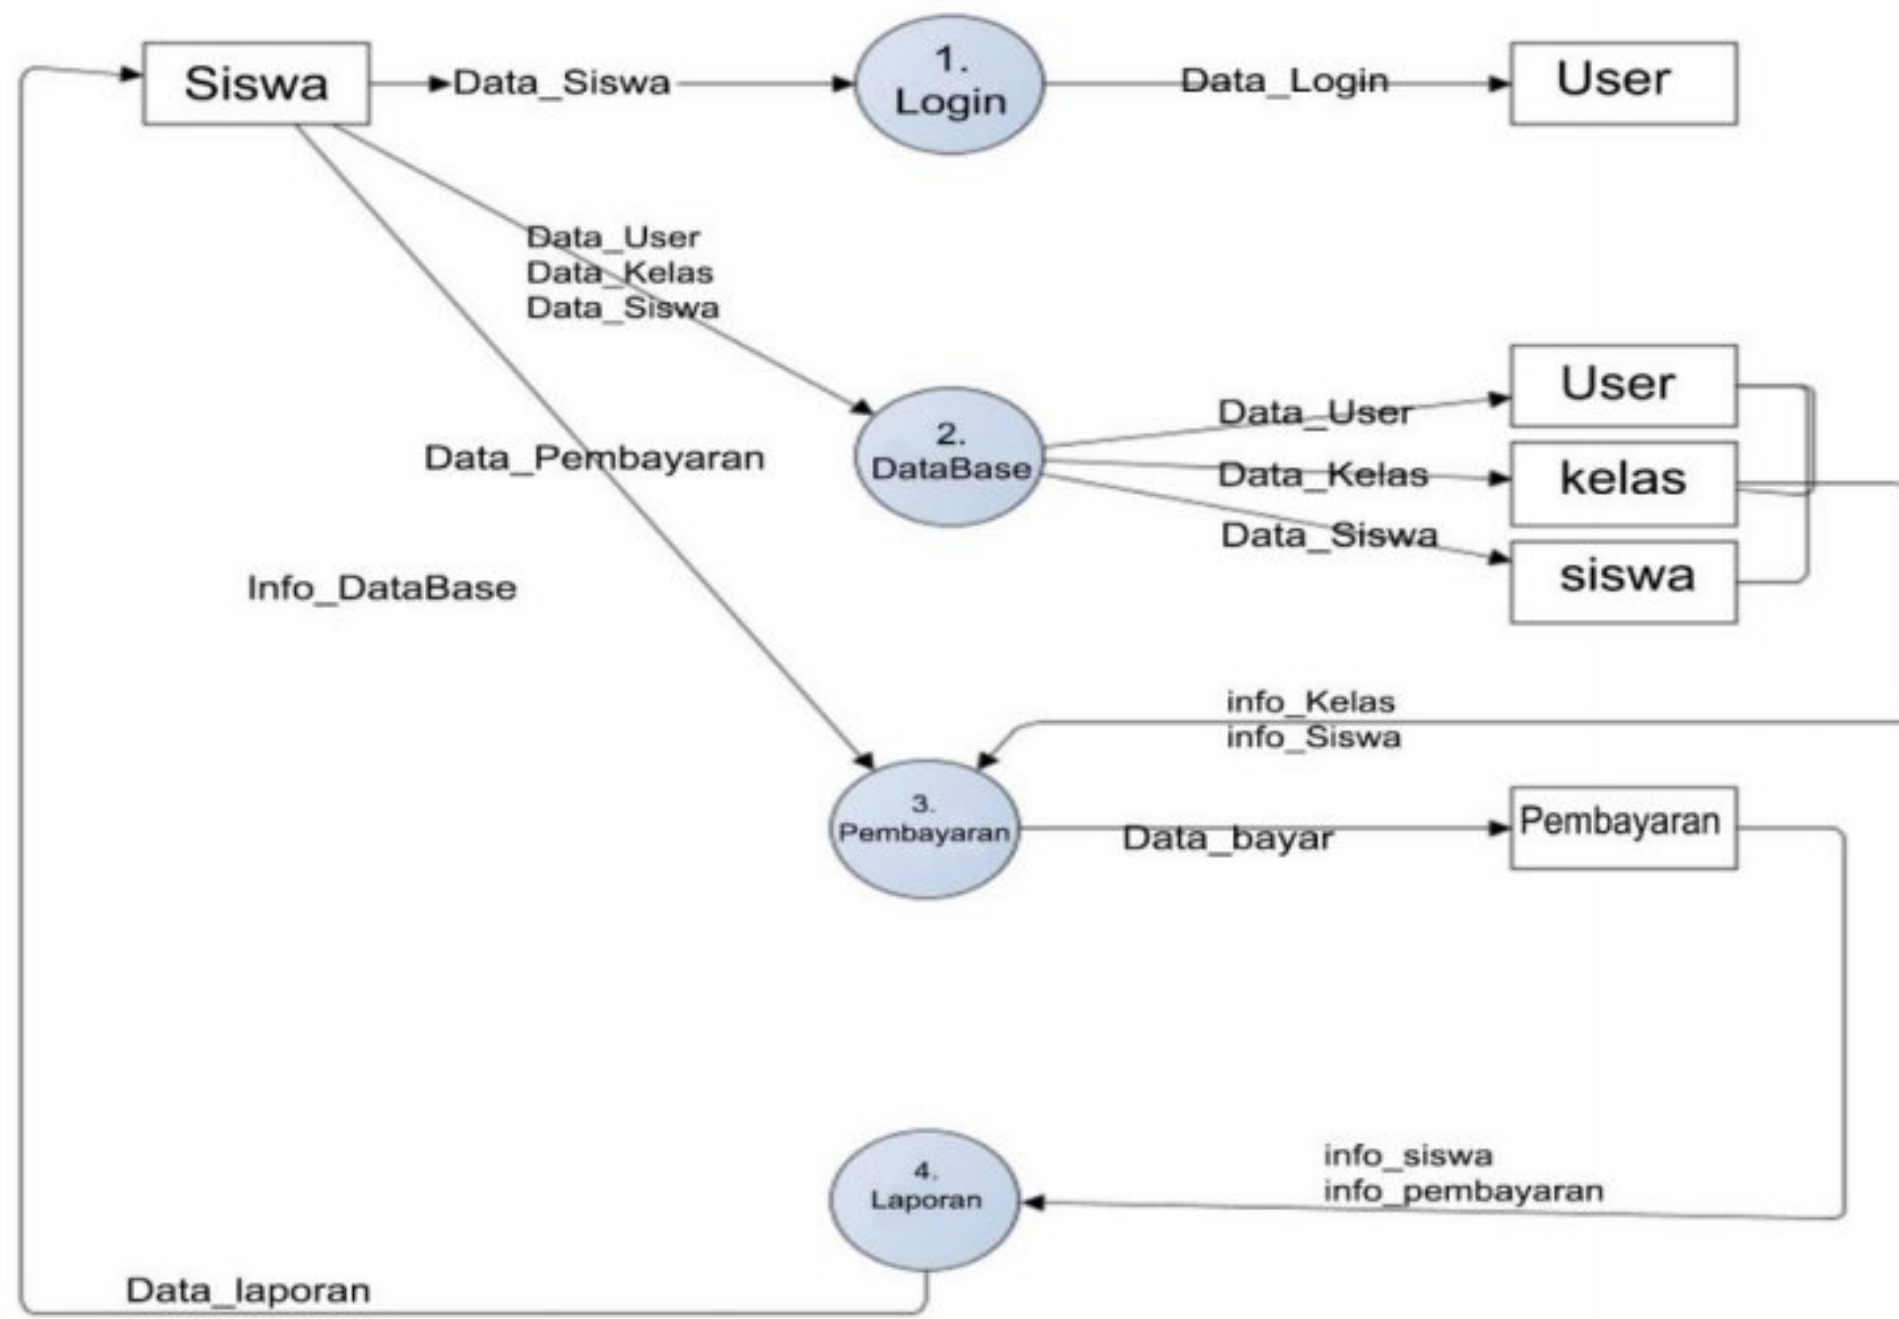 Siswa
Data_Siswa
1.
Login
Data_Login
User
Data_User
Data_Kelas
Data_Siswa
2.
DataBase
Data_User
Data_Kelas
Data_Siswa
User
kelas
siswa
Data_Pembayaran
Info_DataBase
info_Kelas
info_Siswa
3.
Pembayaran
Data_bayar
Pembayaran
4.
Laporan
info_siswa
info_pembayaran
Data_laporan